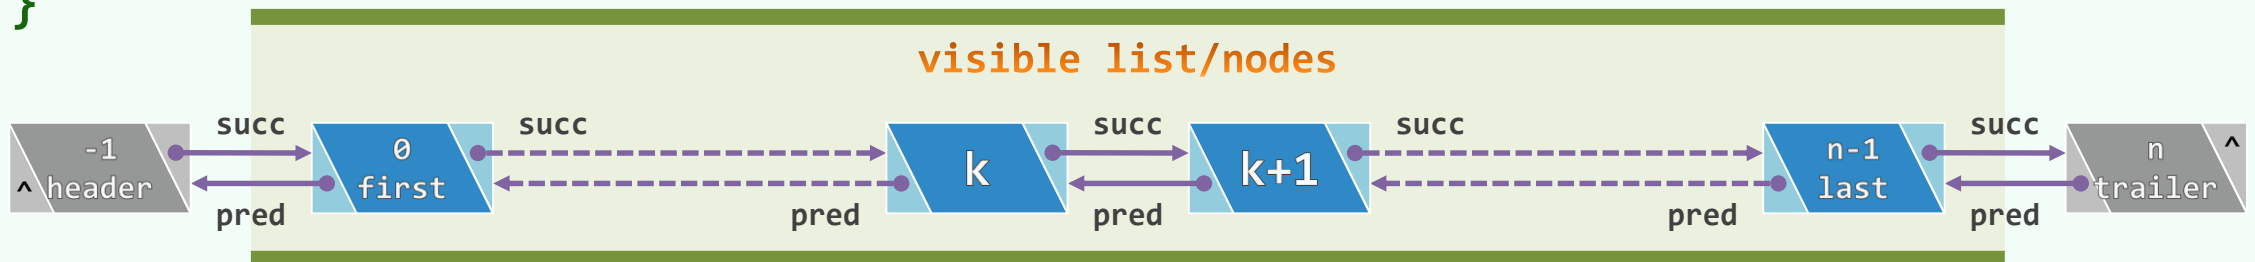 }
visible list/nodes
succ succ succ succ succ
-1 0 k k+1 n-1 n
^ header first last trailer ^
pred pred pred pred pred